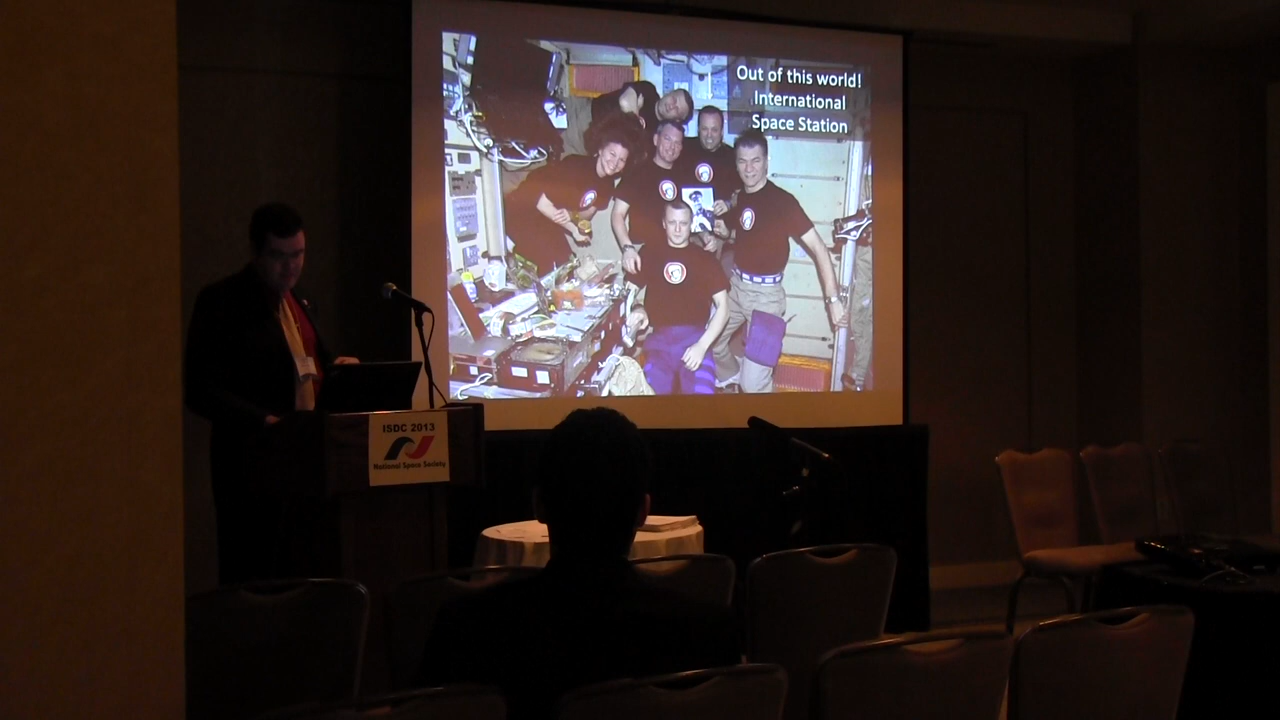 Out of this world!
International
Space Station
ISDC 2013
National Space Society